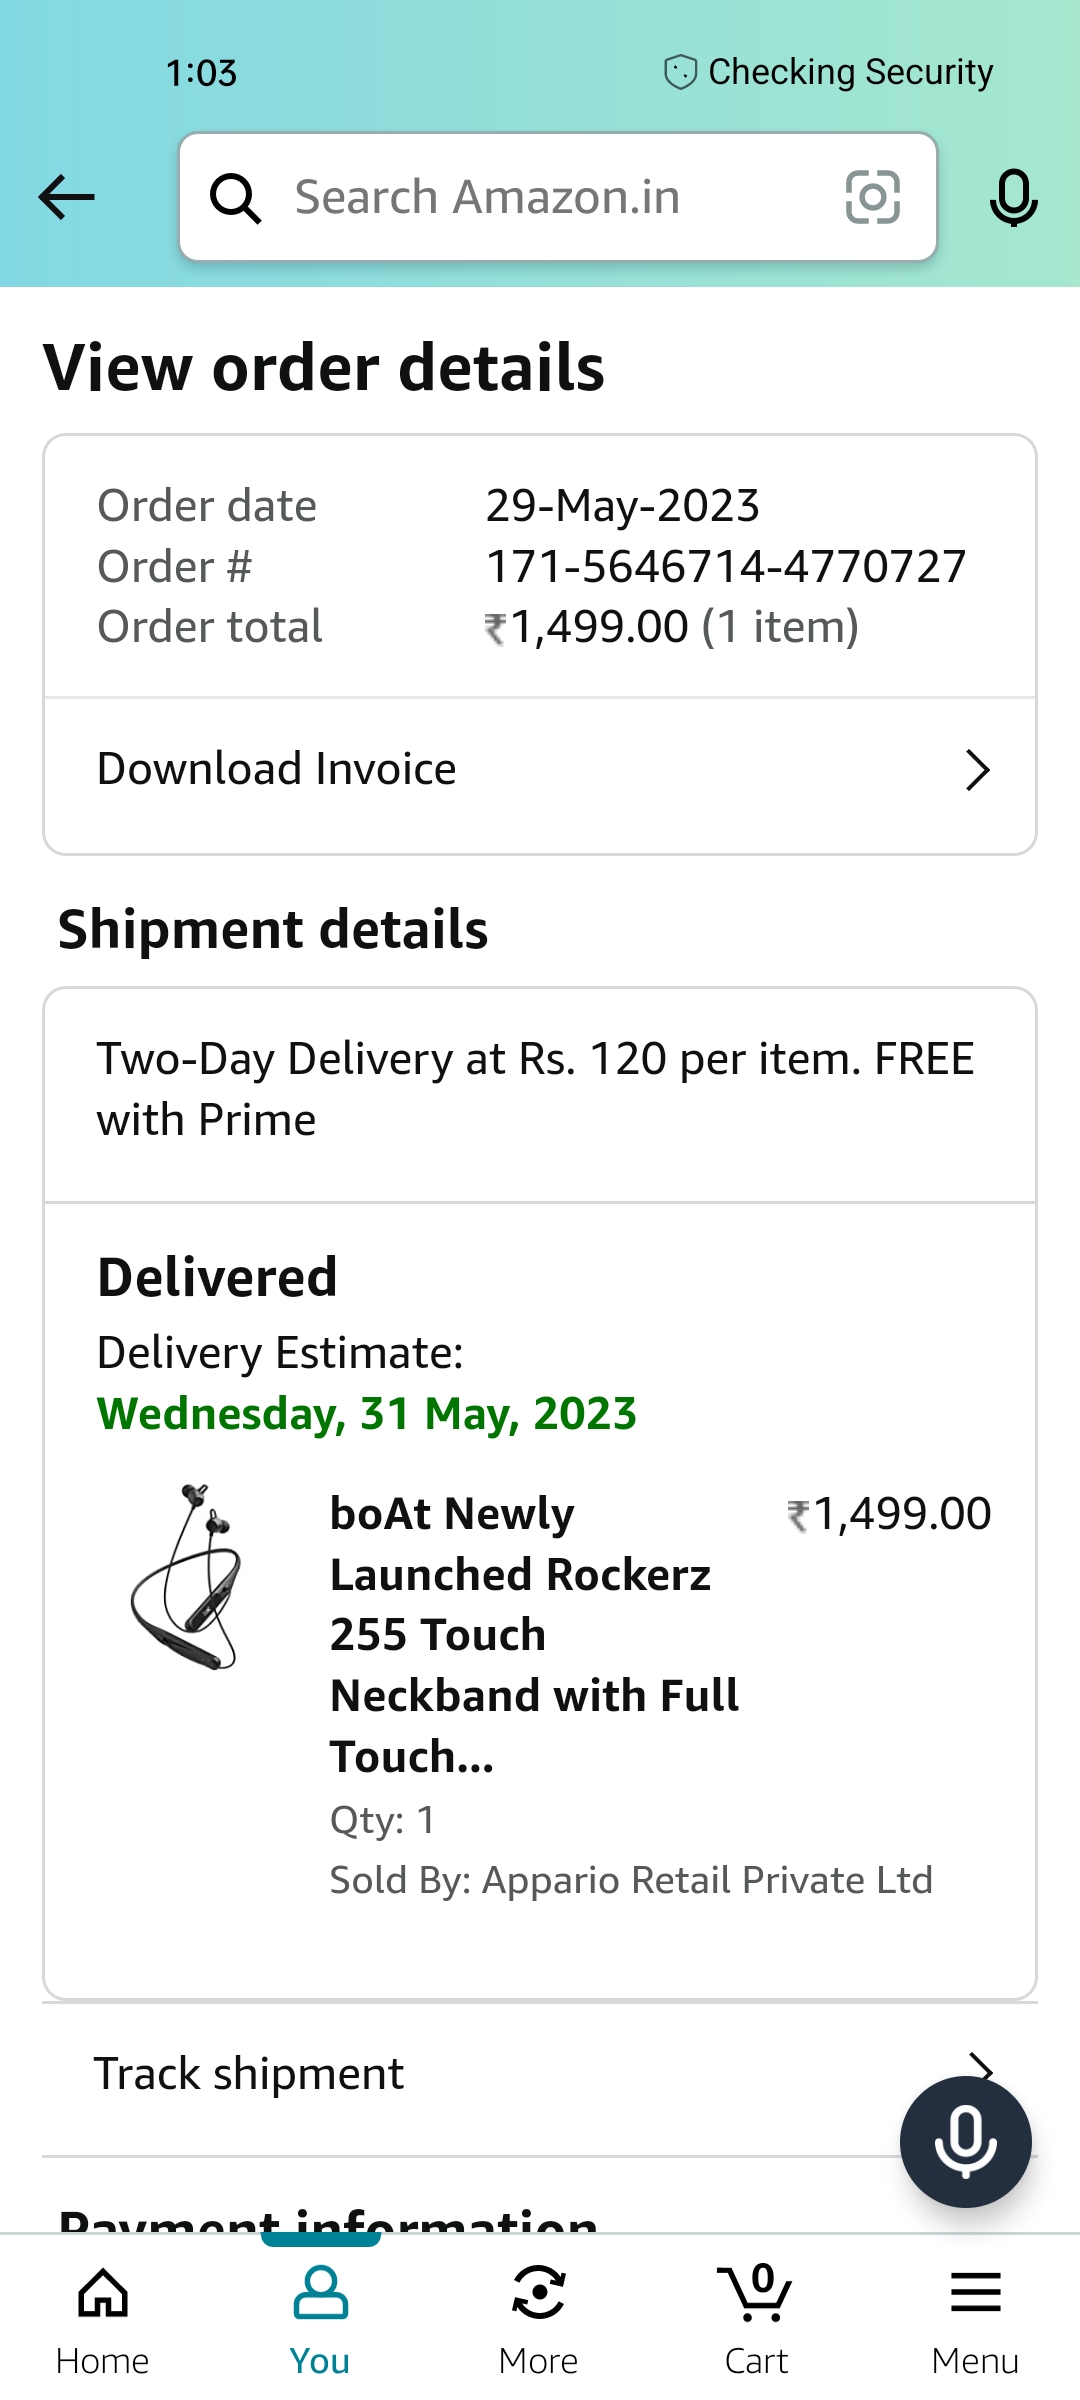 1:03
Checking Security
Search Amazon.in
View order details
Order date 29-May-2023
Order # 171-5646714-4770727
Order total ₹1,499.00 (1 item)
Download Invoice
Shipment details
Two-Day Delivery at Rs. 120 per item. FREE
with Prime
Delivered
Delivery Estimate:
Wednesday, 31 May, 2023
boAt Newly ₹1,499.00
Launched Rockerz
255 Touch
Neckband with Full
Touch...
Qty: 1
Sold By: Appario Retail Private Ltd
Track shipment
Payment information
0
Home You More Cart Menu